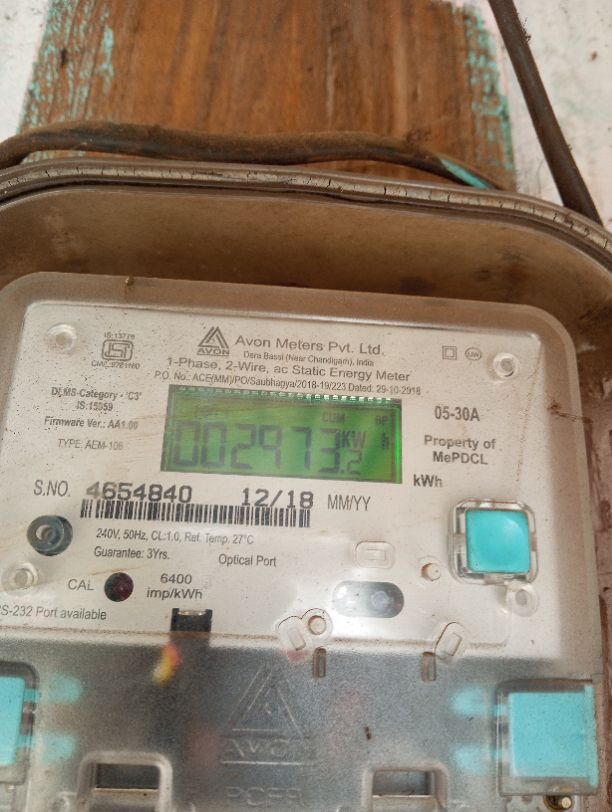 IS:13779
ISI
CM/L-9721160
AVON
Avon Meters Pvt. Ltd.
Dera Bassi (Near Chandigarh), India
1-Phase, 2-Wire, ac Static Energy Meter
P.O. No.: ACE(MM)/PO/Saubhagya/2018-19/223 Dated: 29-10-2018
DLMS-Category - 'C3'
IS:15959
Firmware Ver.: AA1.00
TYPE: AEM-106
CUM
002973.2 KW h
05-30A
Property of
MePDCL
kWh
S.NO. 4654840 12/18 MM/YY
240V, 50Hz, CL:1.0, Ref. Temp. 27°C
Guarantee: 3Yrs.
Optical Port
CAL
6400
imp/kWh
RS-232 Port available
AVON